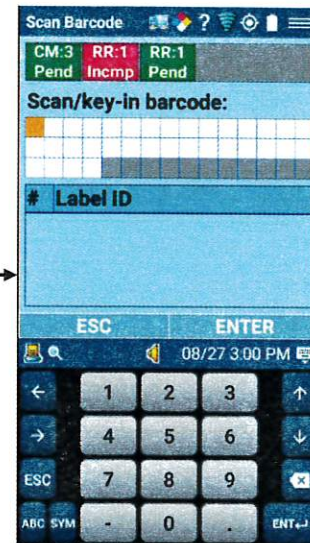 Scan Barcode ?
CM:3 RR:1 RR:1
Pend Incmp Pend
Scan/key-in barcode:
# Label ID
ESC ENTER
08/27 3:00 PM
1 2 3
4 5 6
ESC 7 8 9
ABC SYM - 0 . ENT